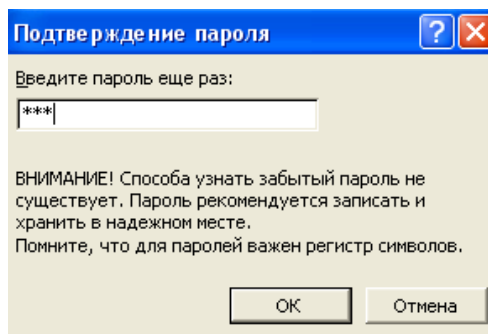 Подтверждение пароля
Введите пароль еще раз:
***
ВНИМАНИЕ! Способа узнать забытый пароль не
существует. Пароль рекомендуется записать и
хранить в надежном месте.
Помните, что для паролей важен регистр символов.
ОК Отмена